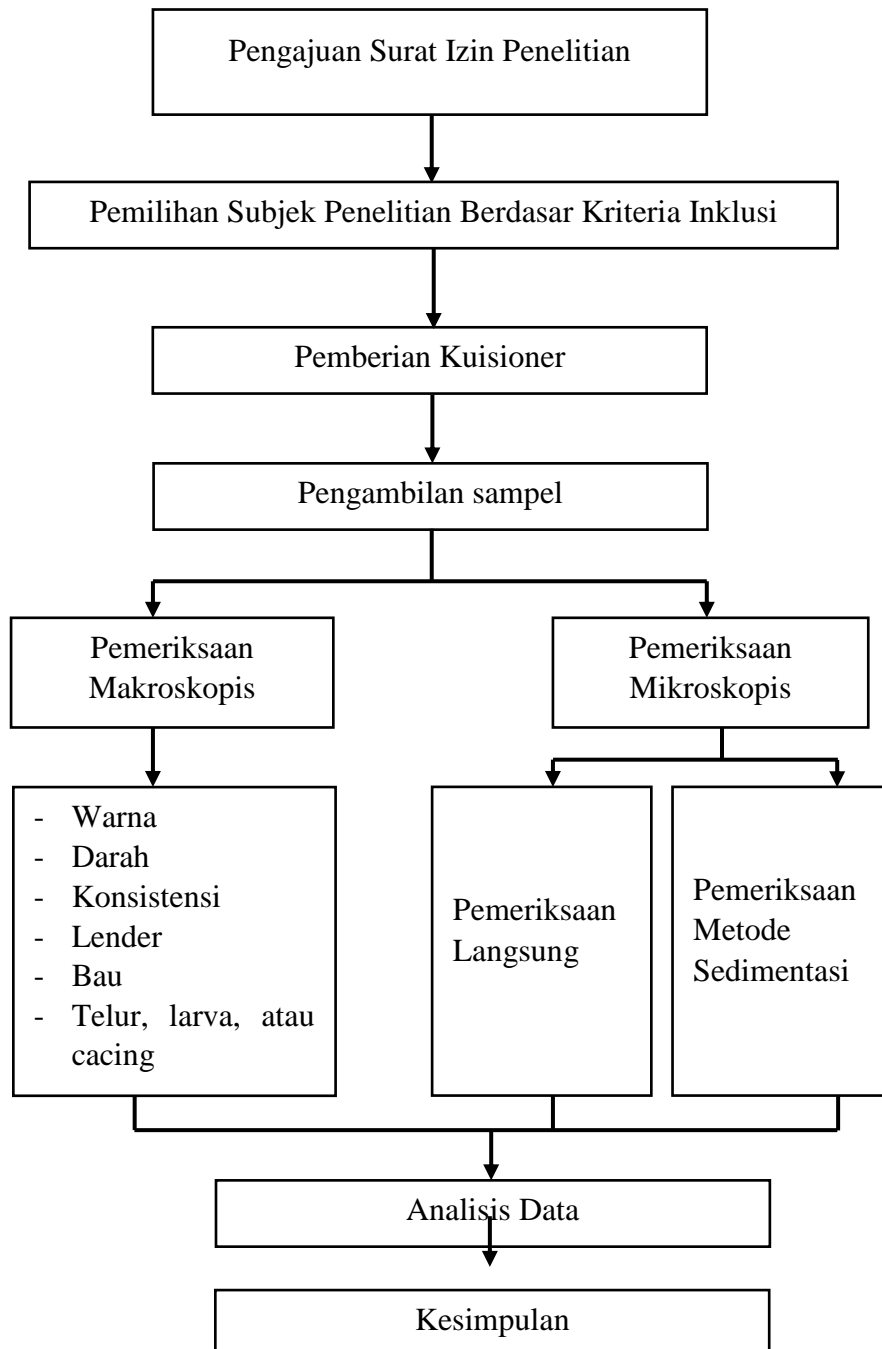 Pengajuan Surat Izin Penelitian
Pemilihan Subjek Penelitian Berdasar Kriteria Inklusi
Pemberian Kuisioner
Pengambilan sampel
Pemeriksaan
Makroskopis
Pemeriksaan
Mikroskopis
- Warna
- Darah
- Konsistensi
- Lender
- Bau
- Telur, larva, atau
cacing
Pemeriksaan
Langsung
Pemeriksaan
Metode
Sedimentasi
Analisis Data
Kesimpulan